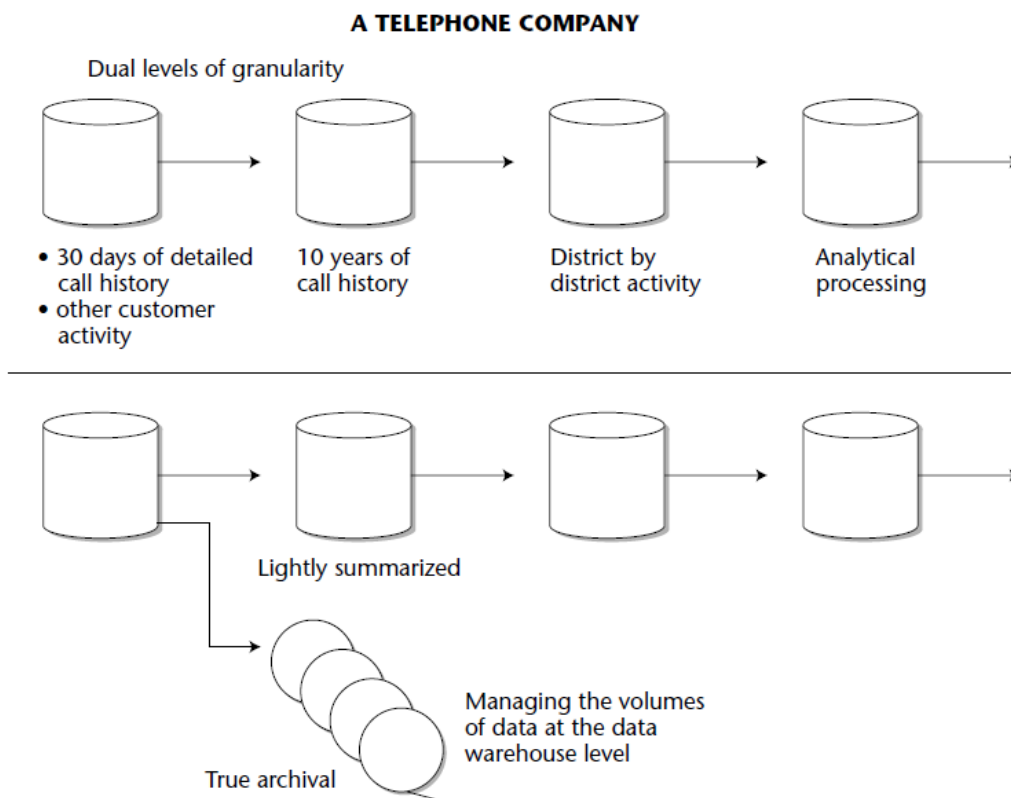 A TELEPHONE COMPANY
Dual levels of granularity
• 30 days of detailed
call history
• other customer
activity
10 years of
call history
District by
district activity
Analytical
processing
Lightly summarized
Managing the volumes
of data at the data
warehouse level
True archival